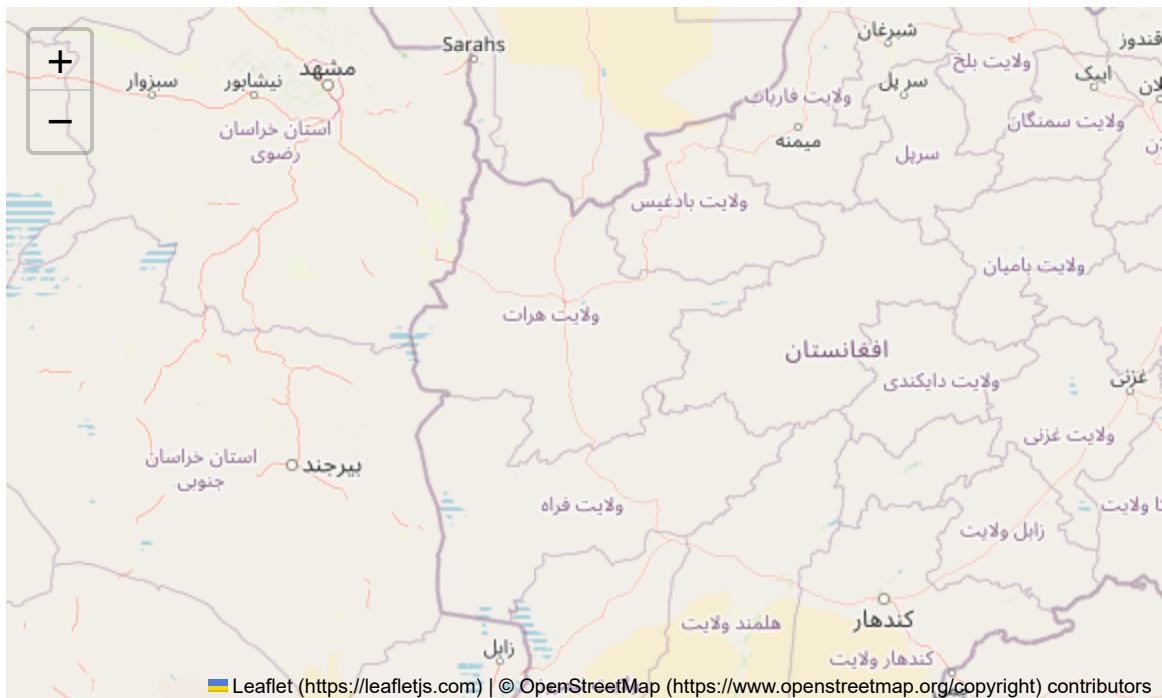 +
−
Sarahs
شبرغان
قندوز
ولایت بلخ
مشهد
نیشابور
سبزوار
ایبک
سر پل
ولایت فاریاب
ولایت سمنگان
استان خراسان
رضوی
میمنه
سرپل
ولایت بادغیس
ولایت بامیان
ولایت هرات
افغانستان
ولایت دایکندی
غزنی
ولایت غزنی
استان خراسان
جنوبی
بیرجند
ولایت فراه
زابل ولایت
هلمند ولایت
کندهار
کندهار ولایت
زابل
Leaflet (https://leafletjs.com) | © OpenStreetMap (https://www.openstreetmap.org/copyright) contributors